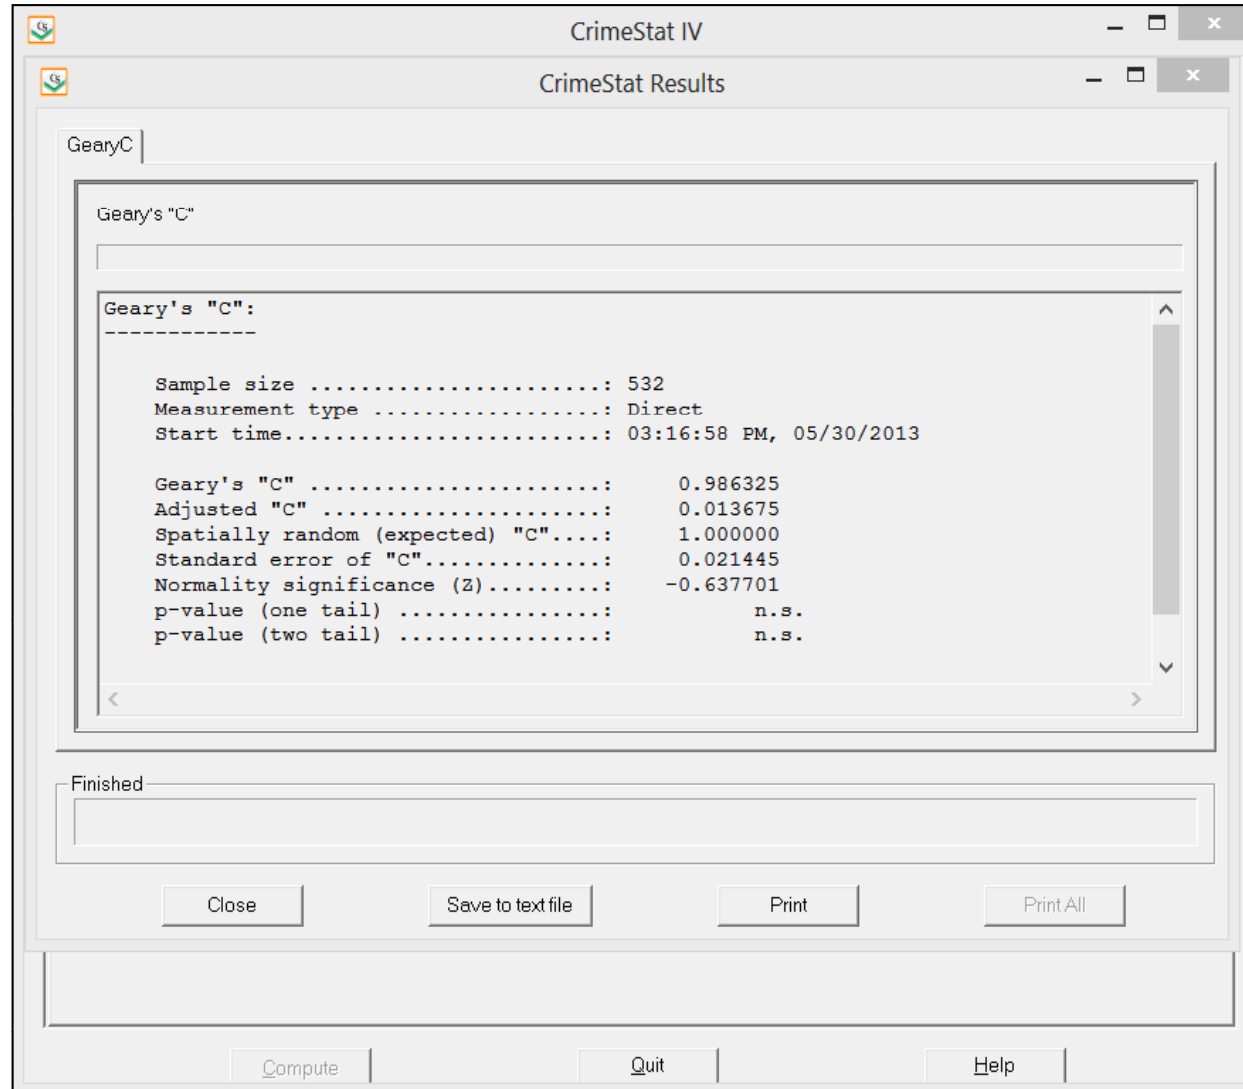 CrimeStat IV
CrimeStat Results
GearyC
Geary's "C"
Geary's "C":
------------
Sample size .......................: 532
Measurement type ..................: Direct
Start time.........................: 03:16:58 PM, 05/30/2013
Geary's "C" .......................: 0.986325
Adjusted "C" ......................: 0.013675
Spatially random (expected) "C"....: 1.000000
Standard error of "C"..............: 0.021445
Normality significance (Z).........: -0.637701
p-value (one tail) ................: n.s.
p-value (two tail) ................: n.s.
Finished
Close Save to text file Print Print All
Compute Quit Help